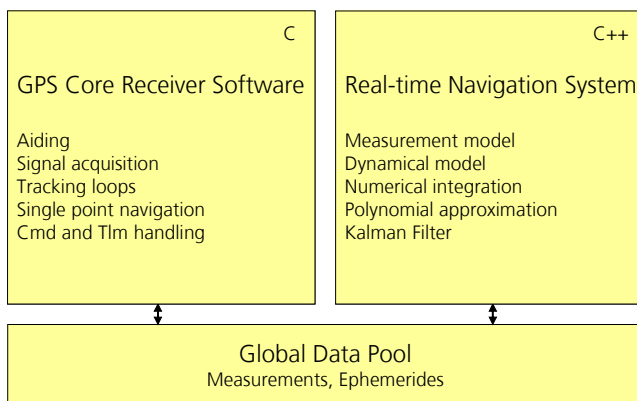 C
GPS Core Receiver Software
Aiding
Signal acquisition
Tracking loops
Single point navigation
Cmd and Tlm handling
C++
Real-time Navigation System
Measurement model
Dynamical model
Numerical integration
Polynomial approximation
Kalman Filter
Global Data Pool
Measurements, Ephemerides